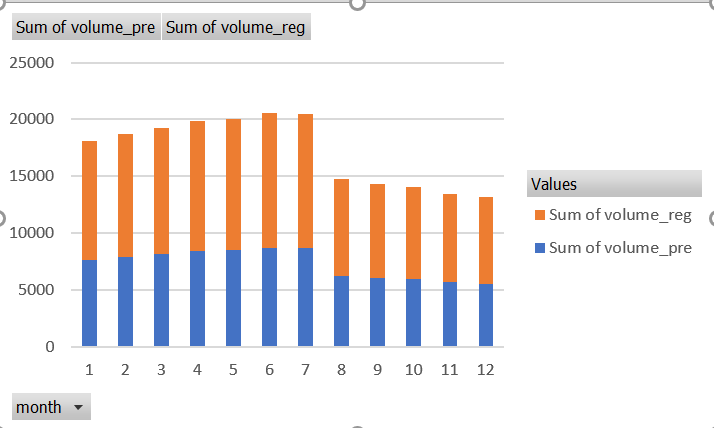 Sum of volume_pre Sum of volume_reg
25000
20000
15000
10000
5000
0
1 2 3 4 5 6 7 8 9 10 11 12
Values
Sum of volume_reg
Sum of volume_pre
month